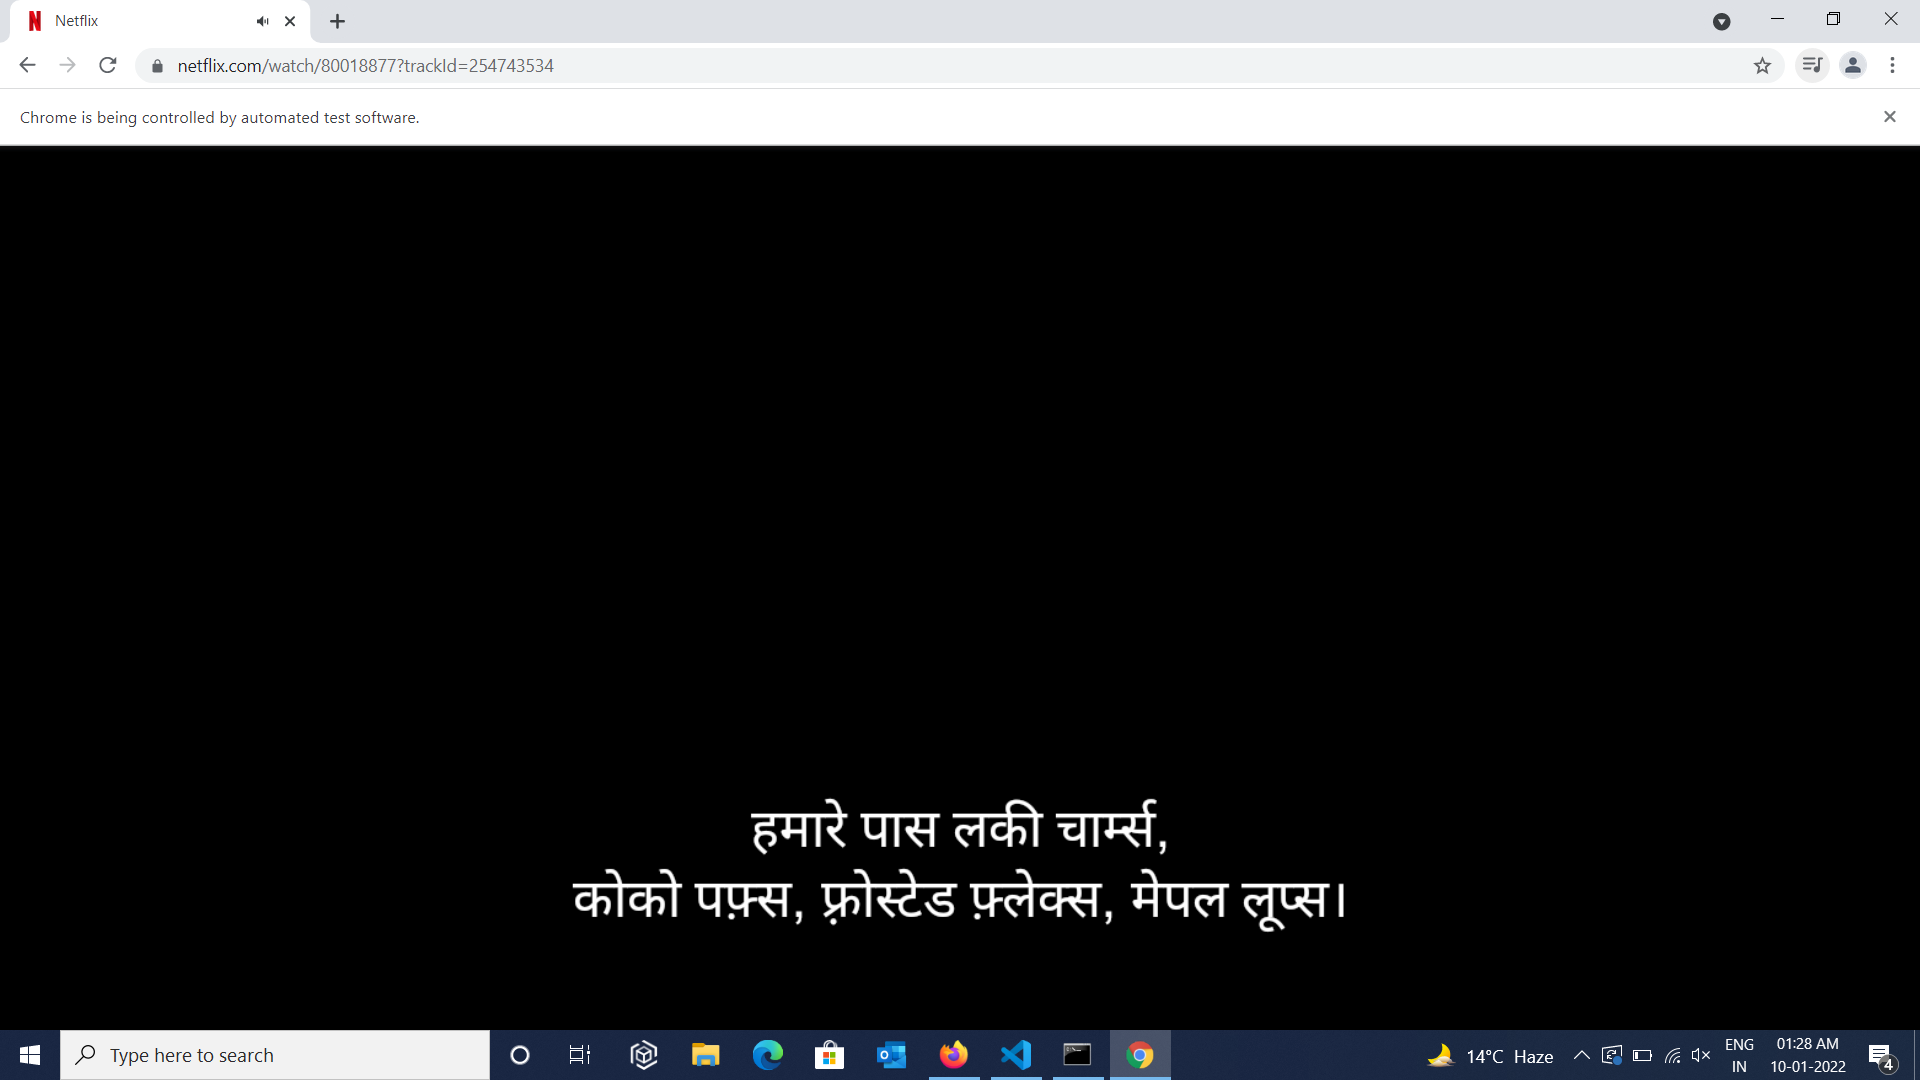 Netflix
netflix.com/watch/80018877?trackId=254743534
Chrome is being controlled by automated test software.
हमारे पास लकी चार्म्स,
कोको पफ़्स, फ़्रोस्टेड फ़्लेक्स, मेपल लूप्स।
Type here to search
14°C Haze
ENG
IN
01:28 AM
10-01-2022
4